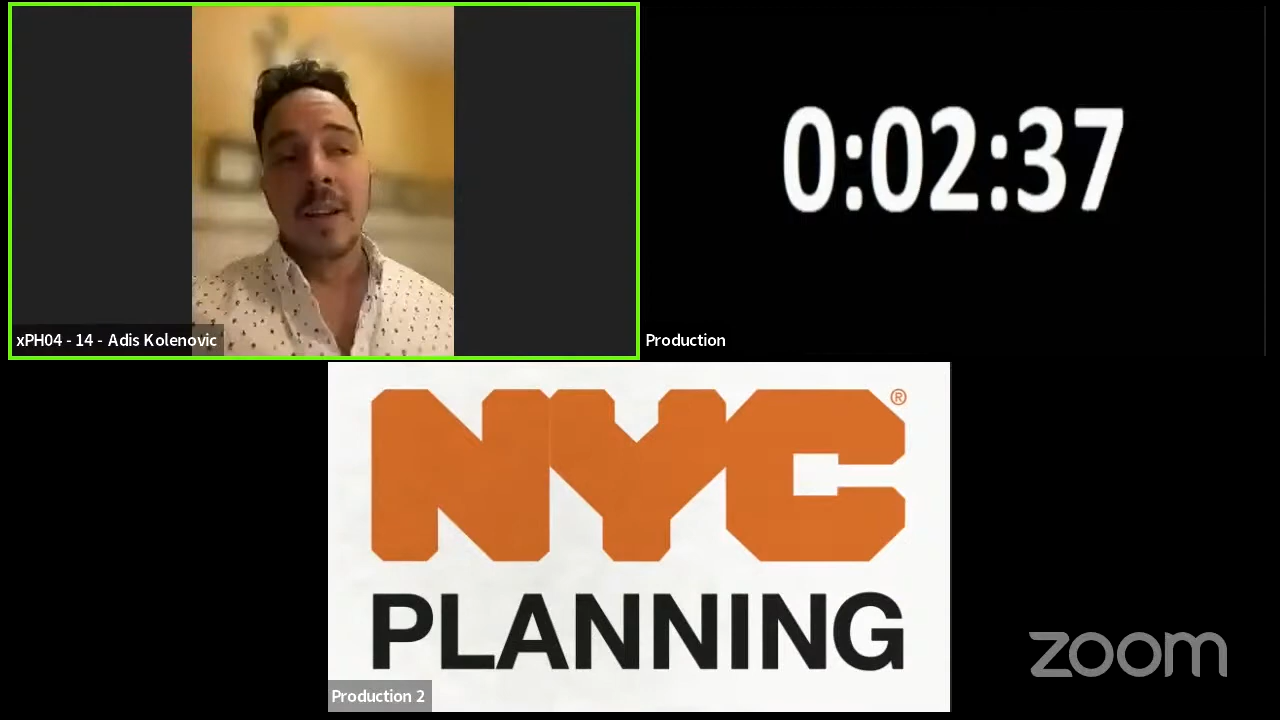 xPH04 - 14 - Adis Kolenovic
0:02:37
Production
NYC®
PLANNING
Production 2
zoom